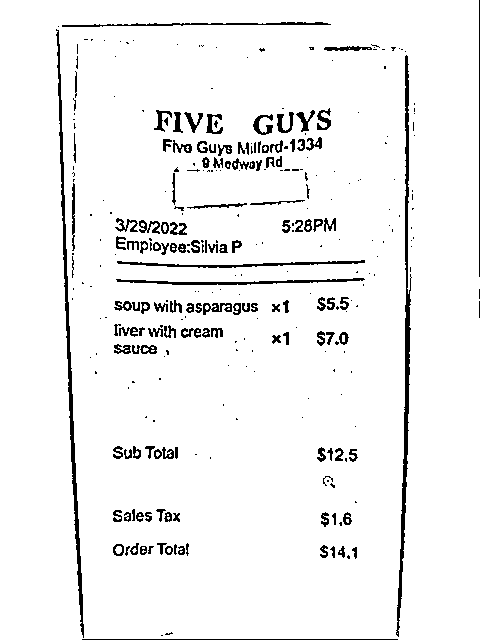 FIVE GUYS
Five Guys Milford-1334
9 Medway Rd
3/29/2022 5:28PM
Employee:Silvia P
soup with asparagus ×1 $5.5
liver with cream ×1 $7.0
sauce
Sub Total $12.5
Sales Tax $1.6
Order Total $14.1